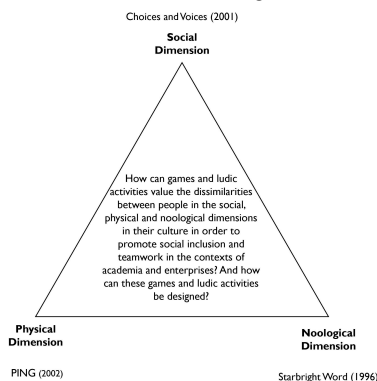 Choices and Voices (2001)
Social
Dimension
How can games and ludic
activities value the dissimilarities
between people in the social,
physical and noological dimensions
in their culture in order to
promote social inclusion and
teamwork in the contexts of
academia and enterprises? And how
can these games and ludic activities
be designed?
Physical
Dimension
Noological
Dimension
PING (2002)
Starbright Word (1996)